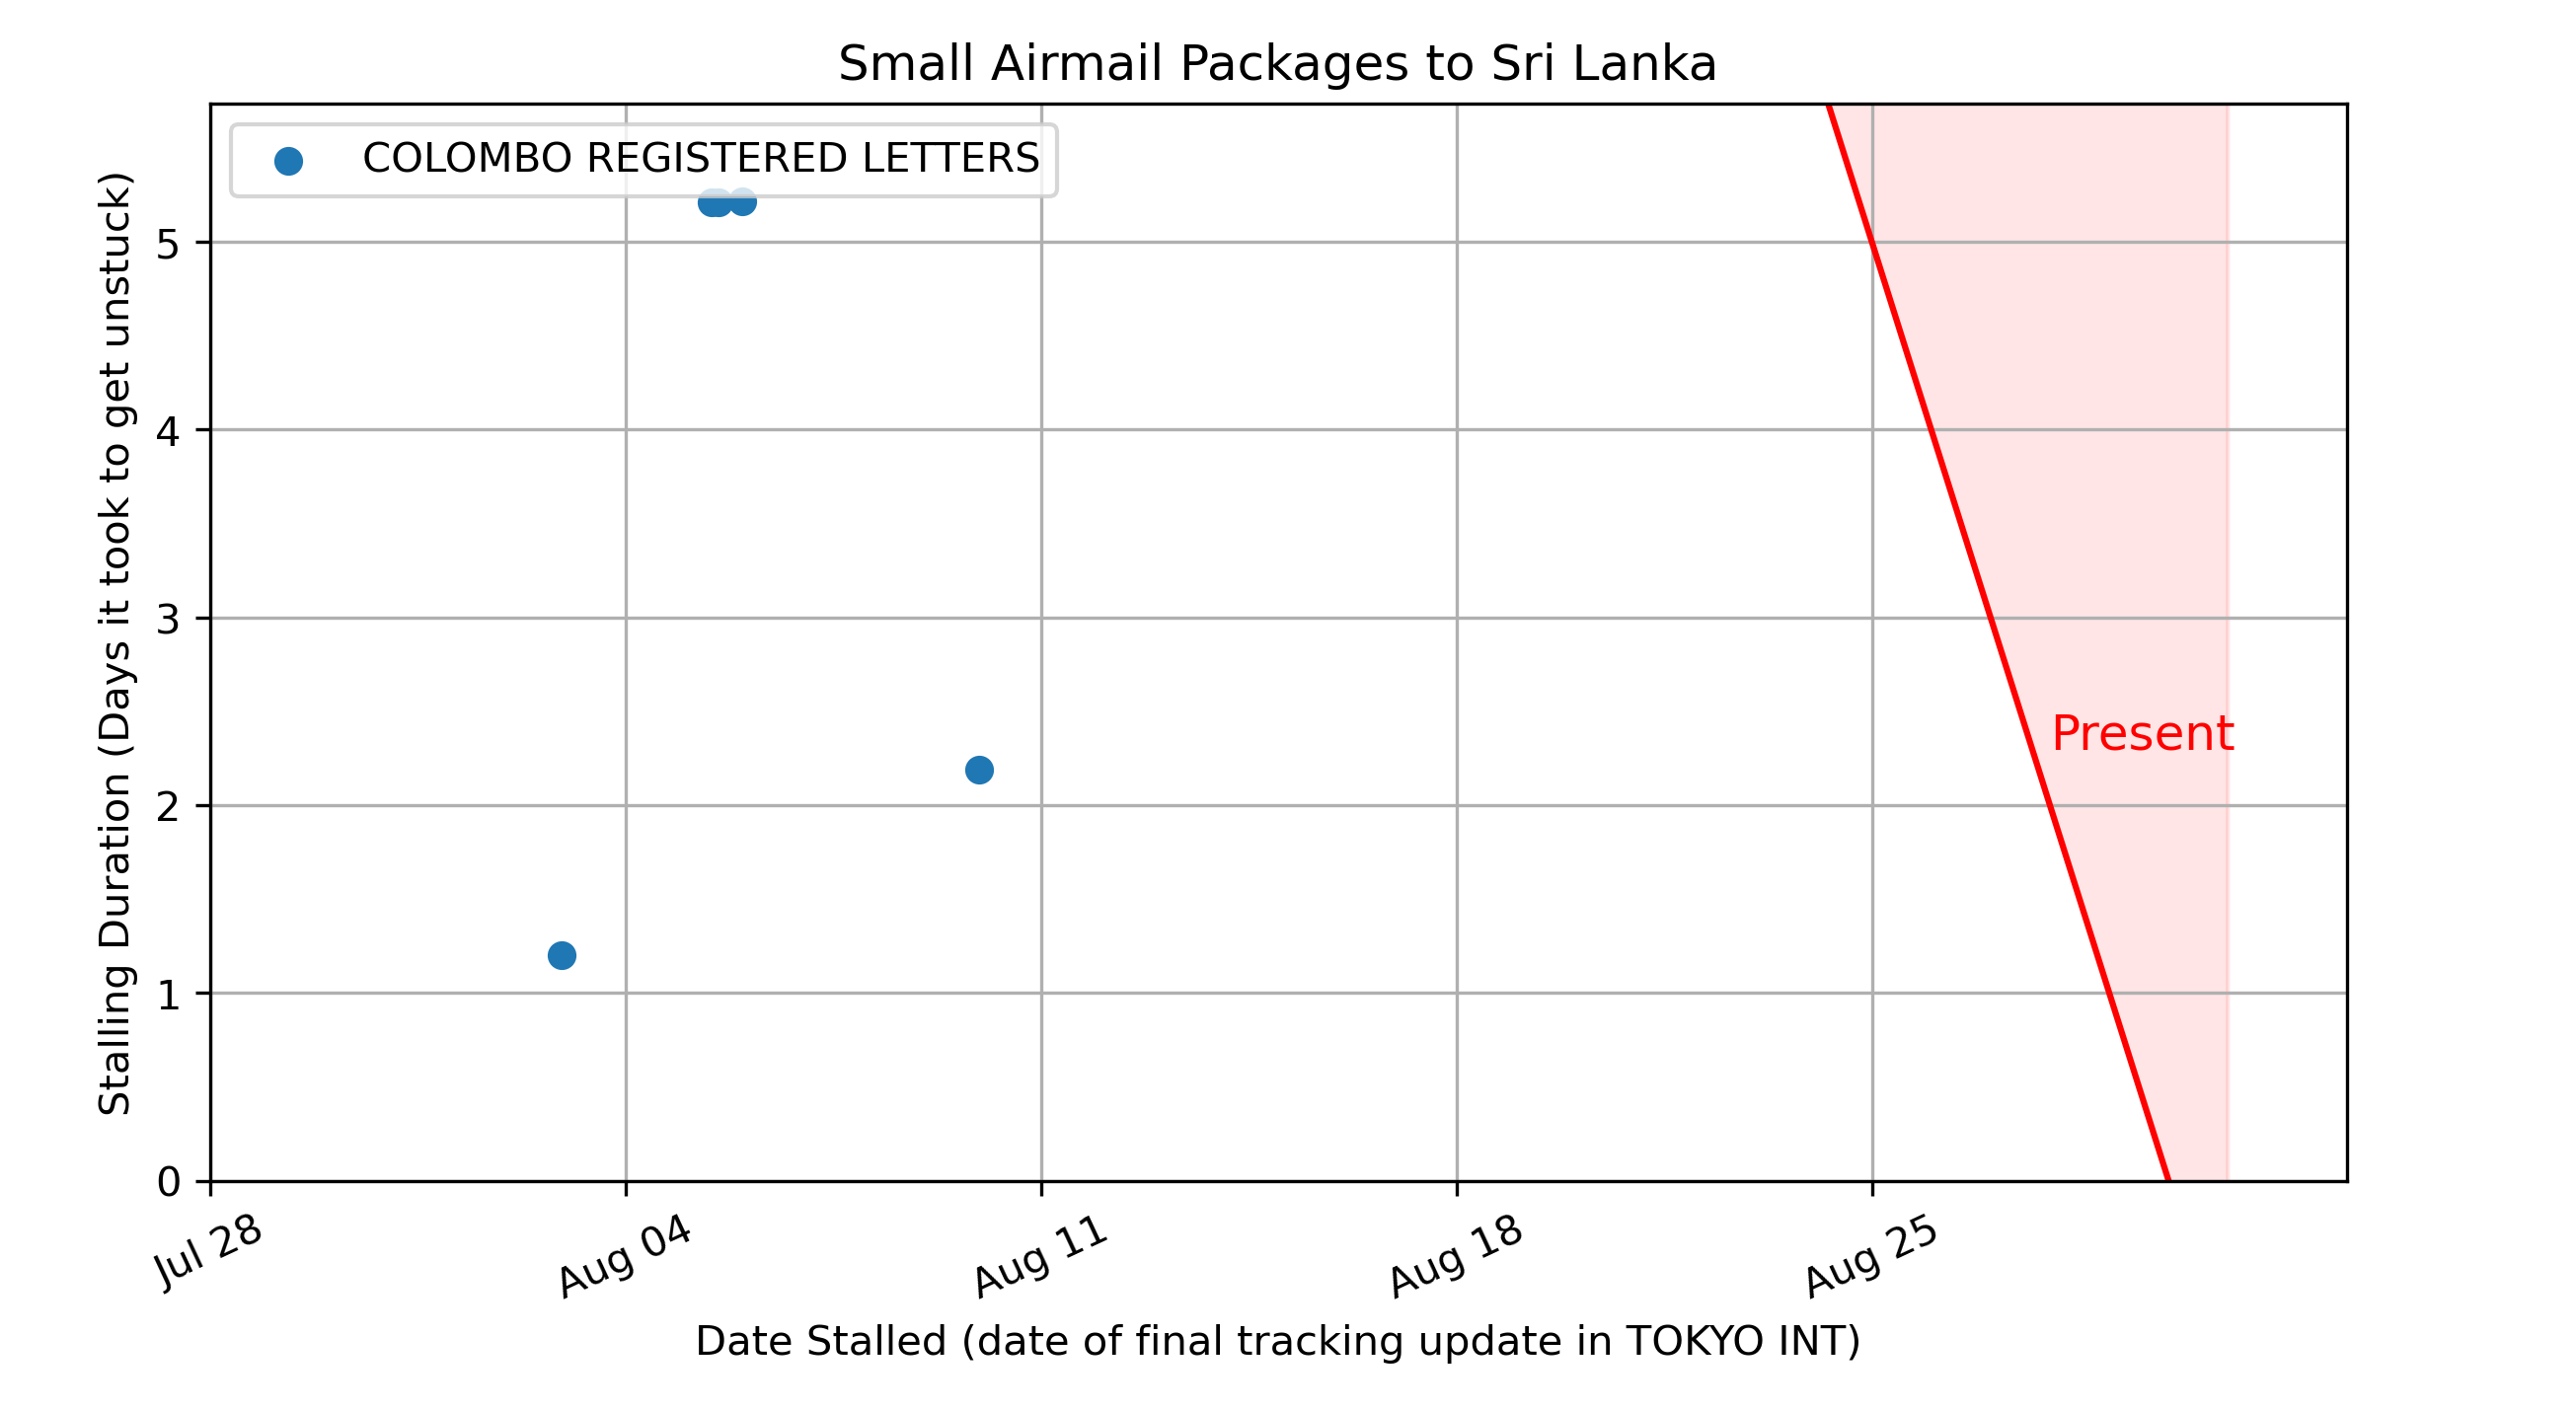 Small Airmail Packages to Sri Lanka
COLOMBO REGISTERED LETTERS
Stalling Duration (Days it took to get unstuck)
5
4
3
2
1
0
Present
Jul 28
Aug 04
Aug 11
Aug 18
Aug 25
Date Stalled (date of final tracking update in TOKYO INT)